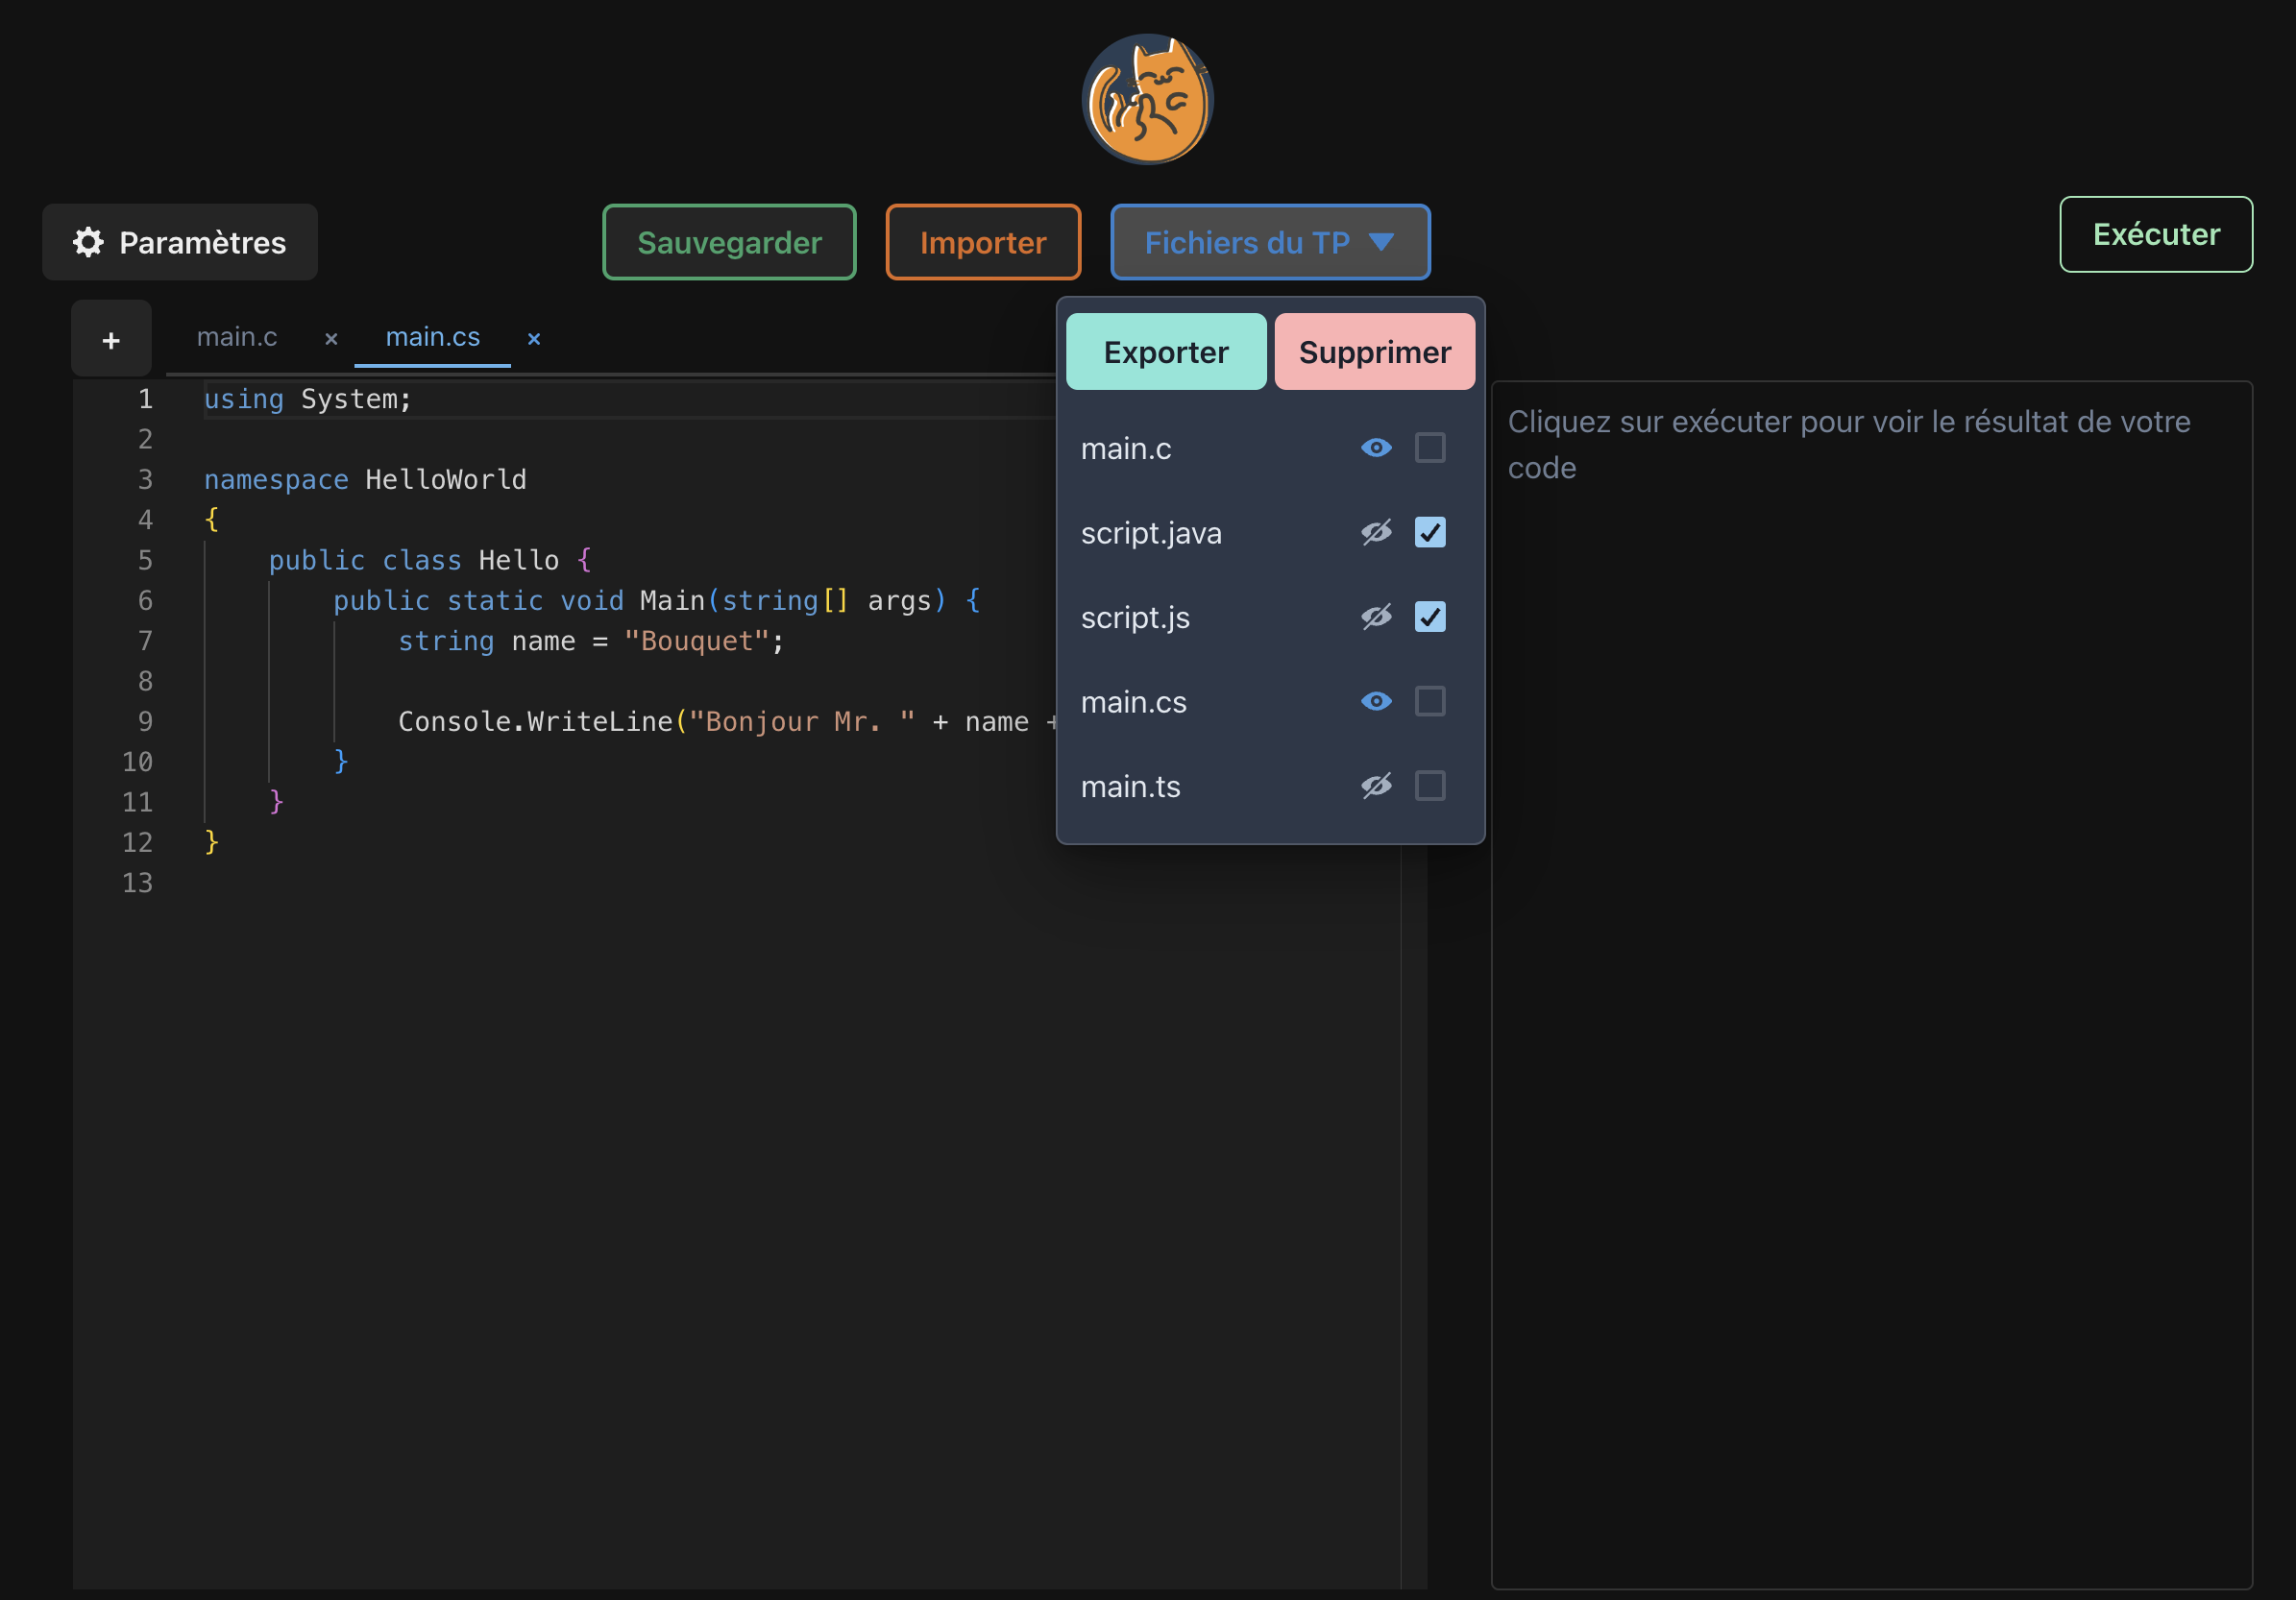 Paramètres
Sauvegarder
Importer
Fichiers du TP
Exécuter
+
main.c ×
main.cs ×
Exporter
Supprimer
main.c
script.java
script.js
main.cs
main.ts
1 using System;
2
3 namespace HelloWorld
4 {
5 public class Hello {
6 public static void Main(string[] args) {
7 string name = "Bouquet";
8
9 Console.WriteLine("Bonjour Mr. " + name +
10 }
11 }
12 }
13
Cliquez sur exécuter pour voir le résultat de votre
code